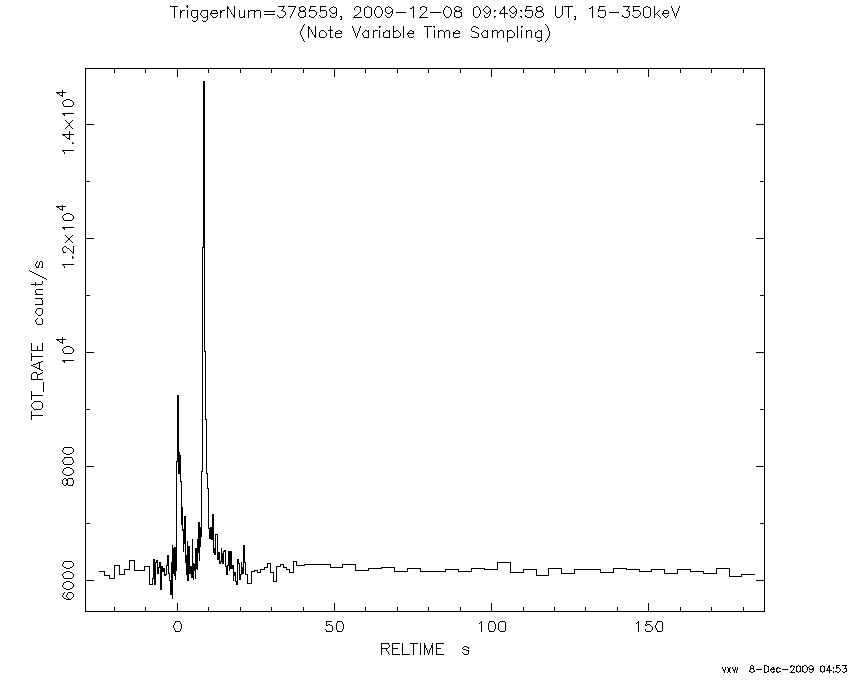 TriggerNum=378559, 2009-12-08 09:49:58 UT, 15-350keV
(Note Variable Time Sampling)
1.4×10⁴
1.2×10⁴
10⁴
8000
6000
TOT_RATE count/s
0 50 100 150
RELTIME s
vxw 8-Dec-2009 04:53